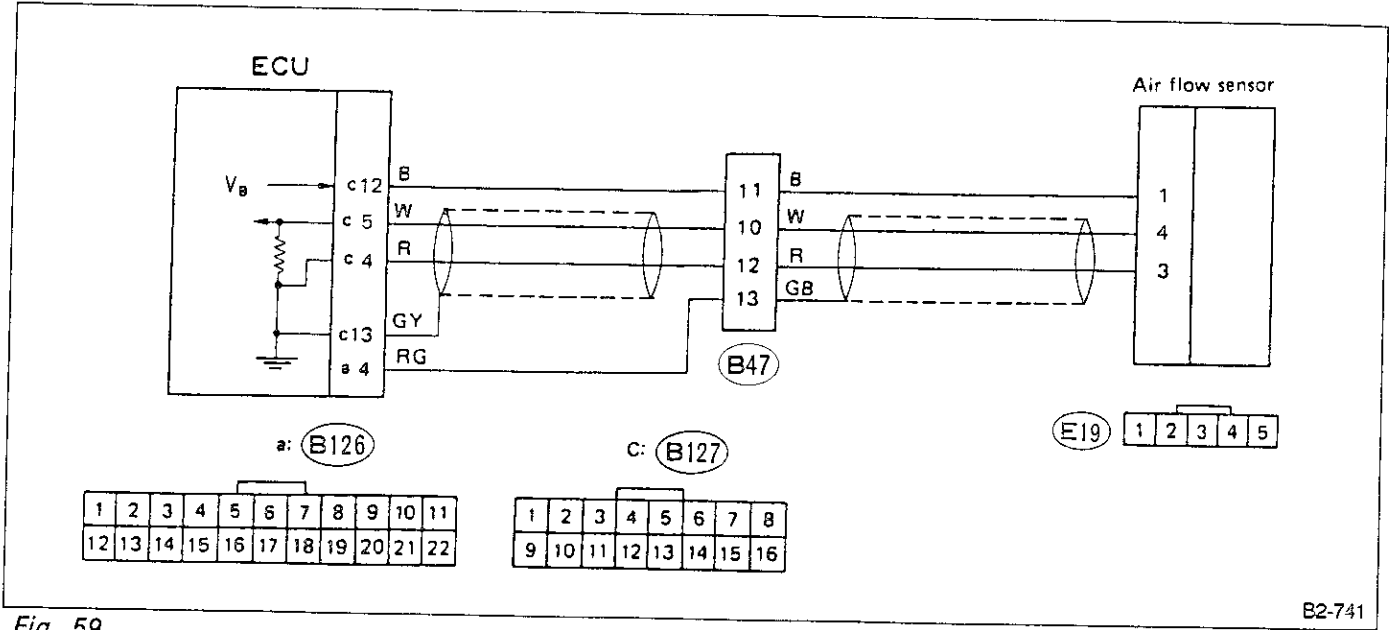 ECU
Air flow sensor
V_B
c12 B
c 5 W
c 4 R
c13 GY
a 4 RG
11 B
10 W
12 R
13 GB
1
4
3
B47
a: B126
C: B127
E19
1 2 3 4 5
1 2 3 4 5 6 7 8 9 10 11
12 13 14 15 16 17 18 19 20 21 22
1 2 3 4 5 6 7 8
9 10 11 12 13 14 15 16
B2-741
Fig. 59